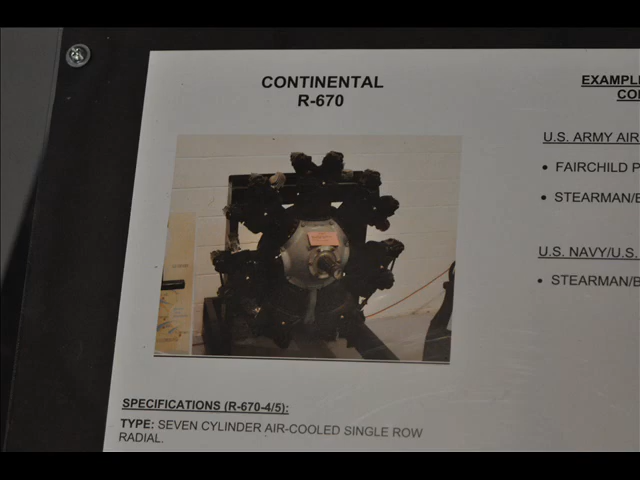 CONTINENTAL
R-670
SPECIFICATIONS (R-670-4/5):
TYPE: SEVEN CYLINDER AIR-COOLED SINGLE ROW
RADIAL.
EXAMPLE
CO
U.S. ARMY AIR
• FAIRCHILD P
• STEARMAN/B
U.S. NAVY/U.S.
• STEARMAN/B